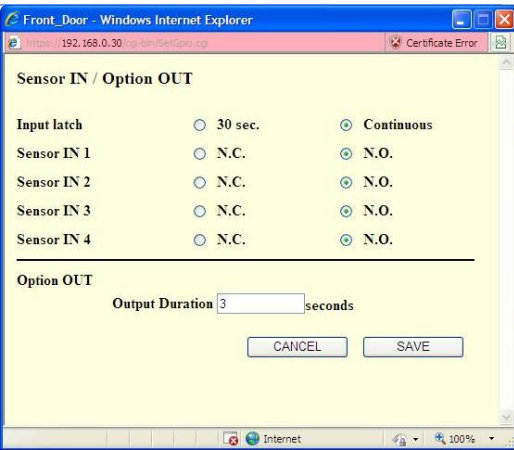 Front_Door - Windows Internet Explorer
https://192.168.0.30/cgi-bin/SetGpio.cgi Certificate Error
Sensor IN / Option OUT
Input latch 30 sec. Continuous
Sensor IN 1 N.C. N.O.
Sensor IN 2 N.C. N.O.
Sensor IN 3 N.C. N.O.
Sensor IN 4 N.C. N.O.
Option OUT
Output Duration 3 seconds
CANCEL SAVE
Internet 100%